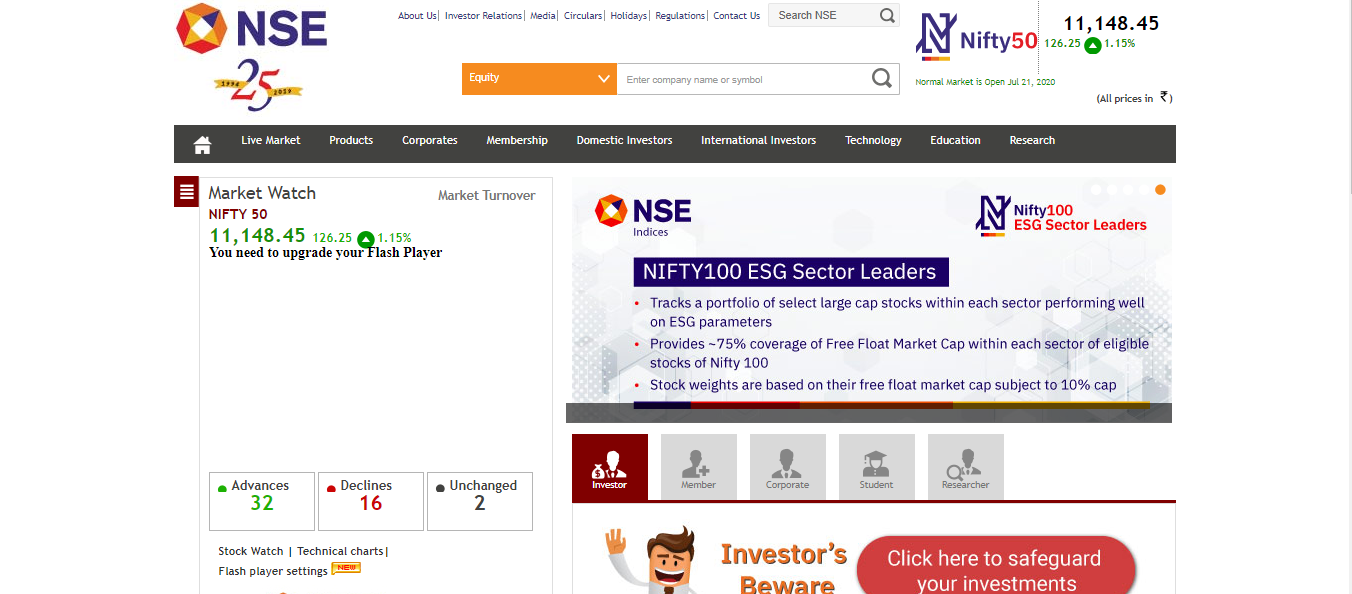 NSE
1994 25 2019
About Us| Investor Relations| Media| Circulars| Holidays| Regulations| Contact Us
Search NSE
Equity
Enter company name or symbol
Nifty50
11,148.45
126.25 1.15%
Normal Market is Open Jul 21, 2020
(All prices in ₹)
Live Market Products Corporates Membership Domestic Investors International Investors Technology Education Research
Market Watch
Market Turnover
NIFTY 50
11,148.45 126.25 1.15%
You need to upgrade your Flash Player
Advances
32
Declines
16
Unchanged
2
Stock Watch | Technical charts|
Flash player settings NEW
NSE
Indices
Nifty100
ESG Sector Leaders
NIFTY100 ESG Sector Leaders
• Tracks a portfolio of select large cap stocks within each sector performing well
on ESG parameters
• Provides ~75% coverage of Free Float Market Cap within each sector of eligible
stocks of Nifty 100
• Stock weights are based on their free float market cap subject to 10% cap
Investor
Member
Corporate
Student
Researcher
Investor's
Beware
Click here to safeguard
your investments